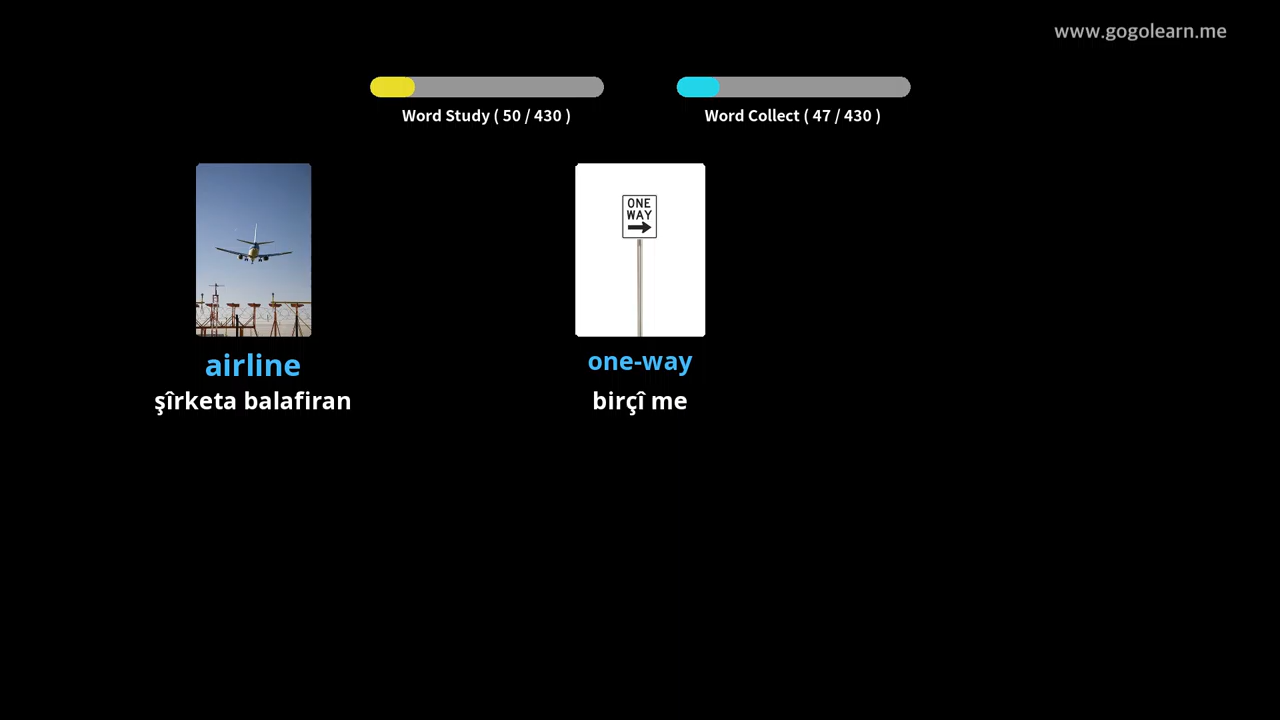 www.gogolearn.me
Word Study ( 50 / 430 )
Word Collect ( 47 / 430 )
ONE
WAY
airline
one-way
şîrketa balafiran
birçî me